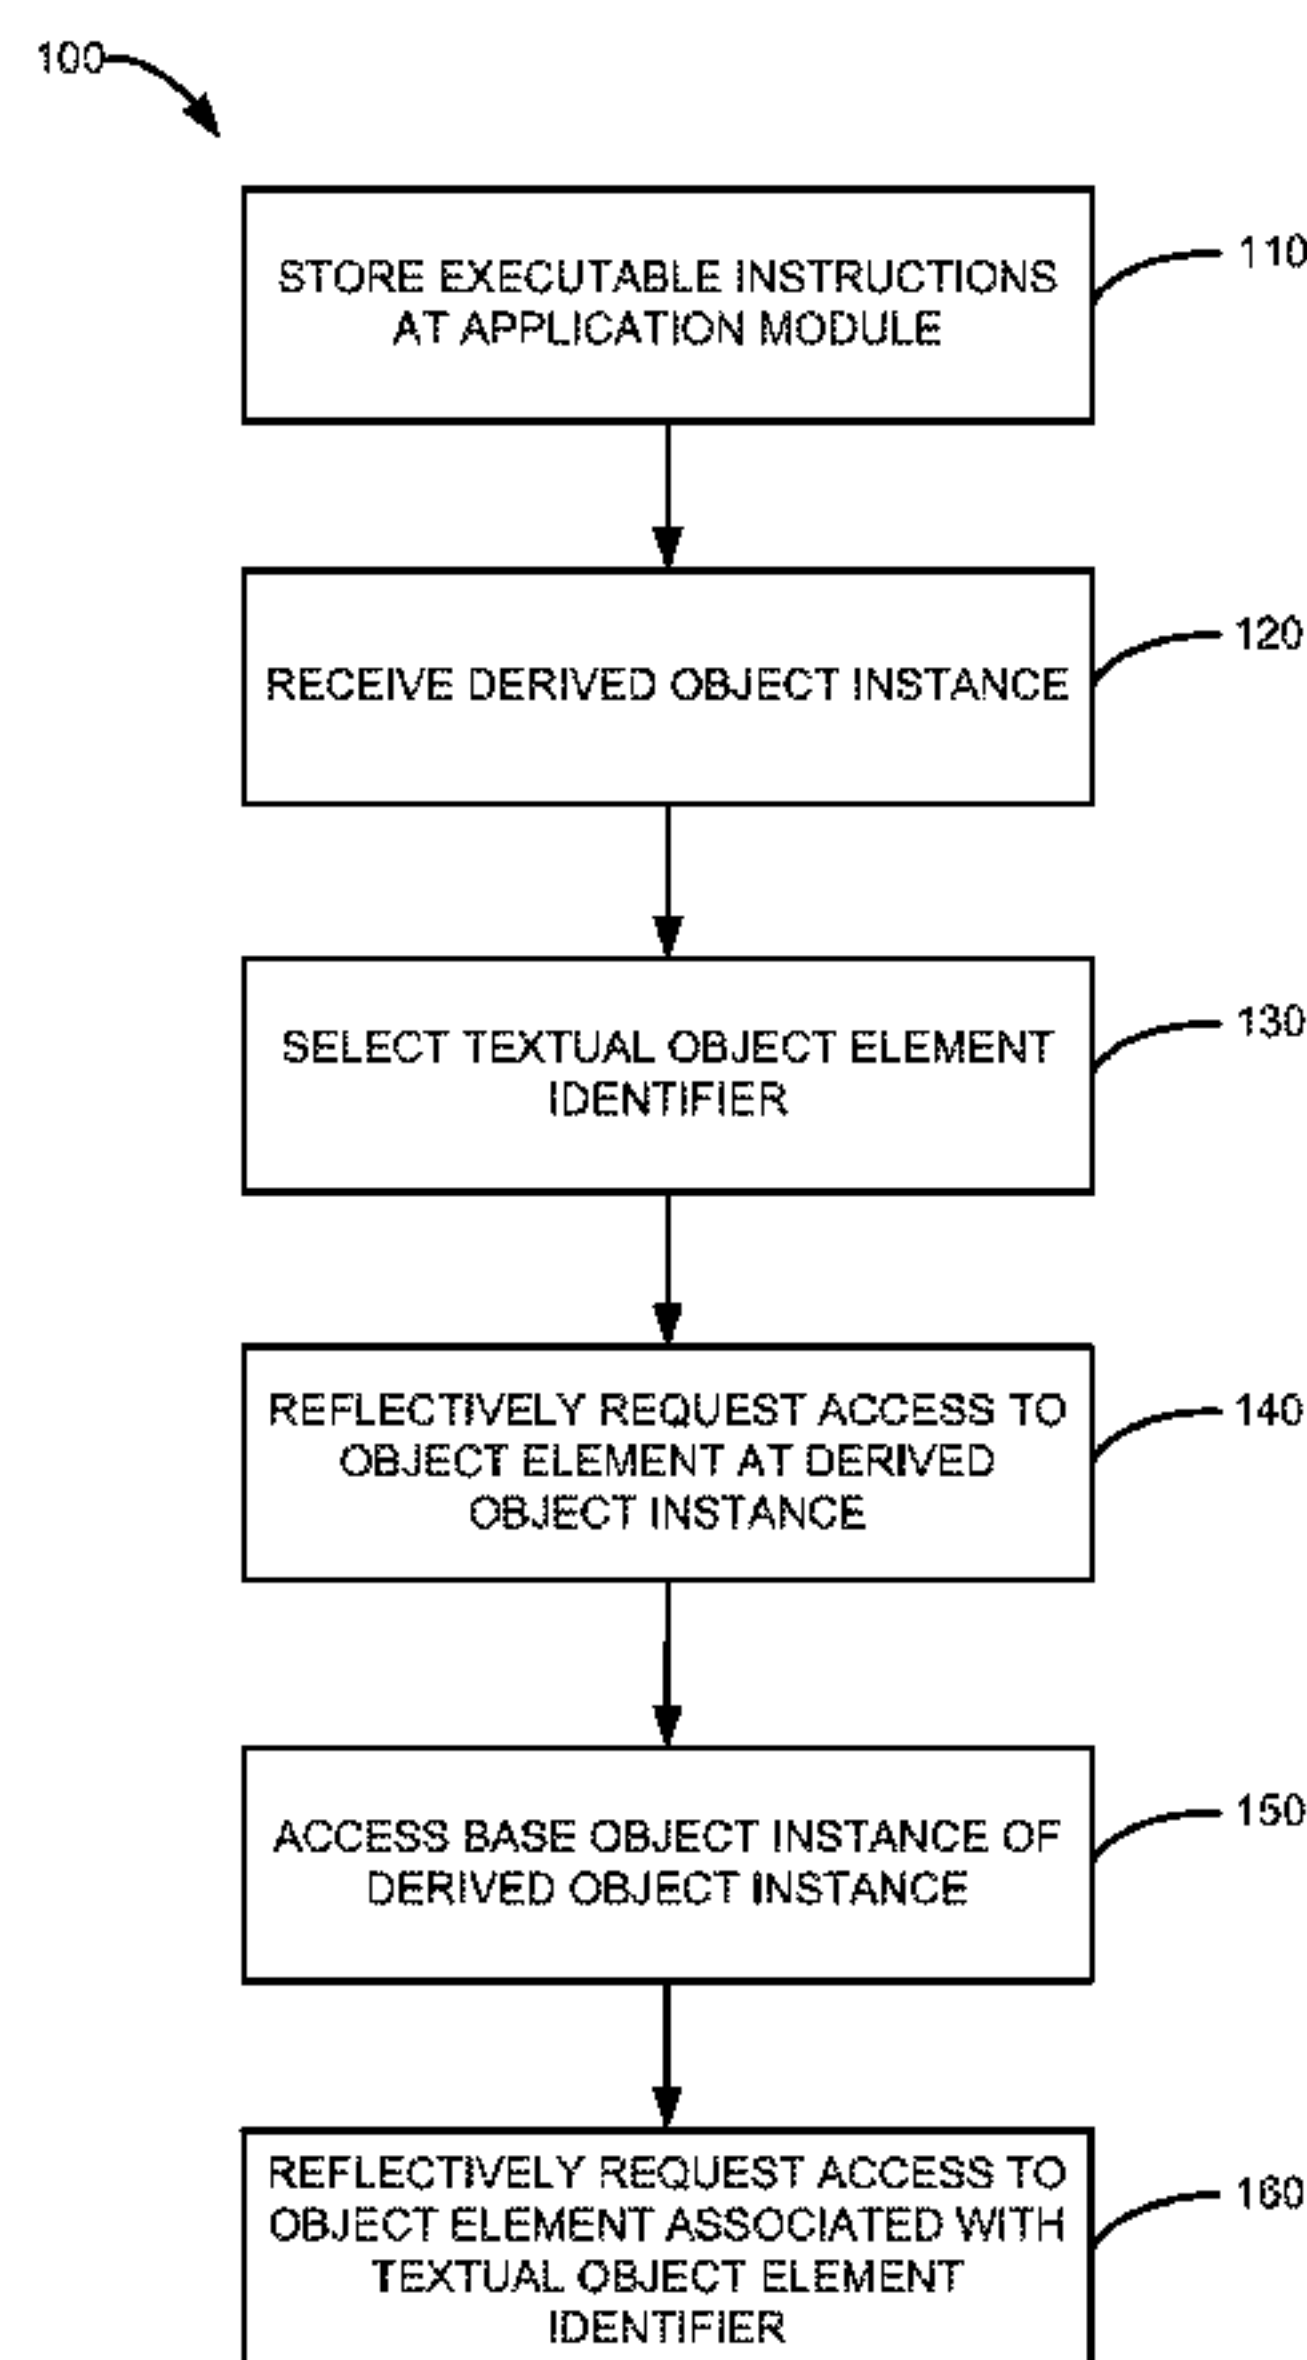 100
STORE EXECUTABLE INSTRUCTIONS
AT APPLICATION MODULE
110
RECEIVE DERIVED OBJECT INSTANCE
120
SELECT TEXTUAL OBJECT ELEMENT
IDENTIFIER
130
REFLECTIVELY REQUEST ACCESS TO
OBJECT ELEMENT AT DERIVED
OBJECT INSTANCE
140
ACCESS BASE OBJECT INSTANCE OF
DERIVED OBJECT INSTANCE
150
REFLECTIVELY REQUEST ACCESS TO
OBJECT ELEMENT ASSOCIATED WITH
TEXTUAL OBJECT ELEMENT
IDENTIFIER
160